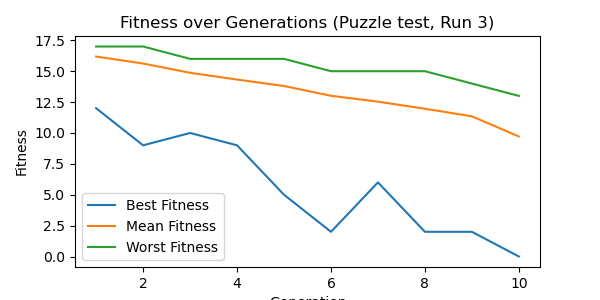 Fitness over Generations (Puzzle test, Run 3)
17.5
15.0
12.5
10.0
7.5
5.0
2.5
0.0
Fitness
Best Fitness
Mean Fitness
Worst Fitness
2 4 6 8 10
Generation